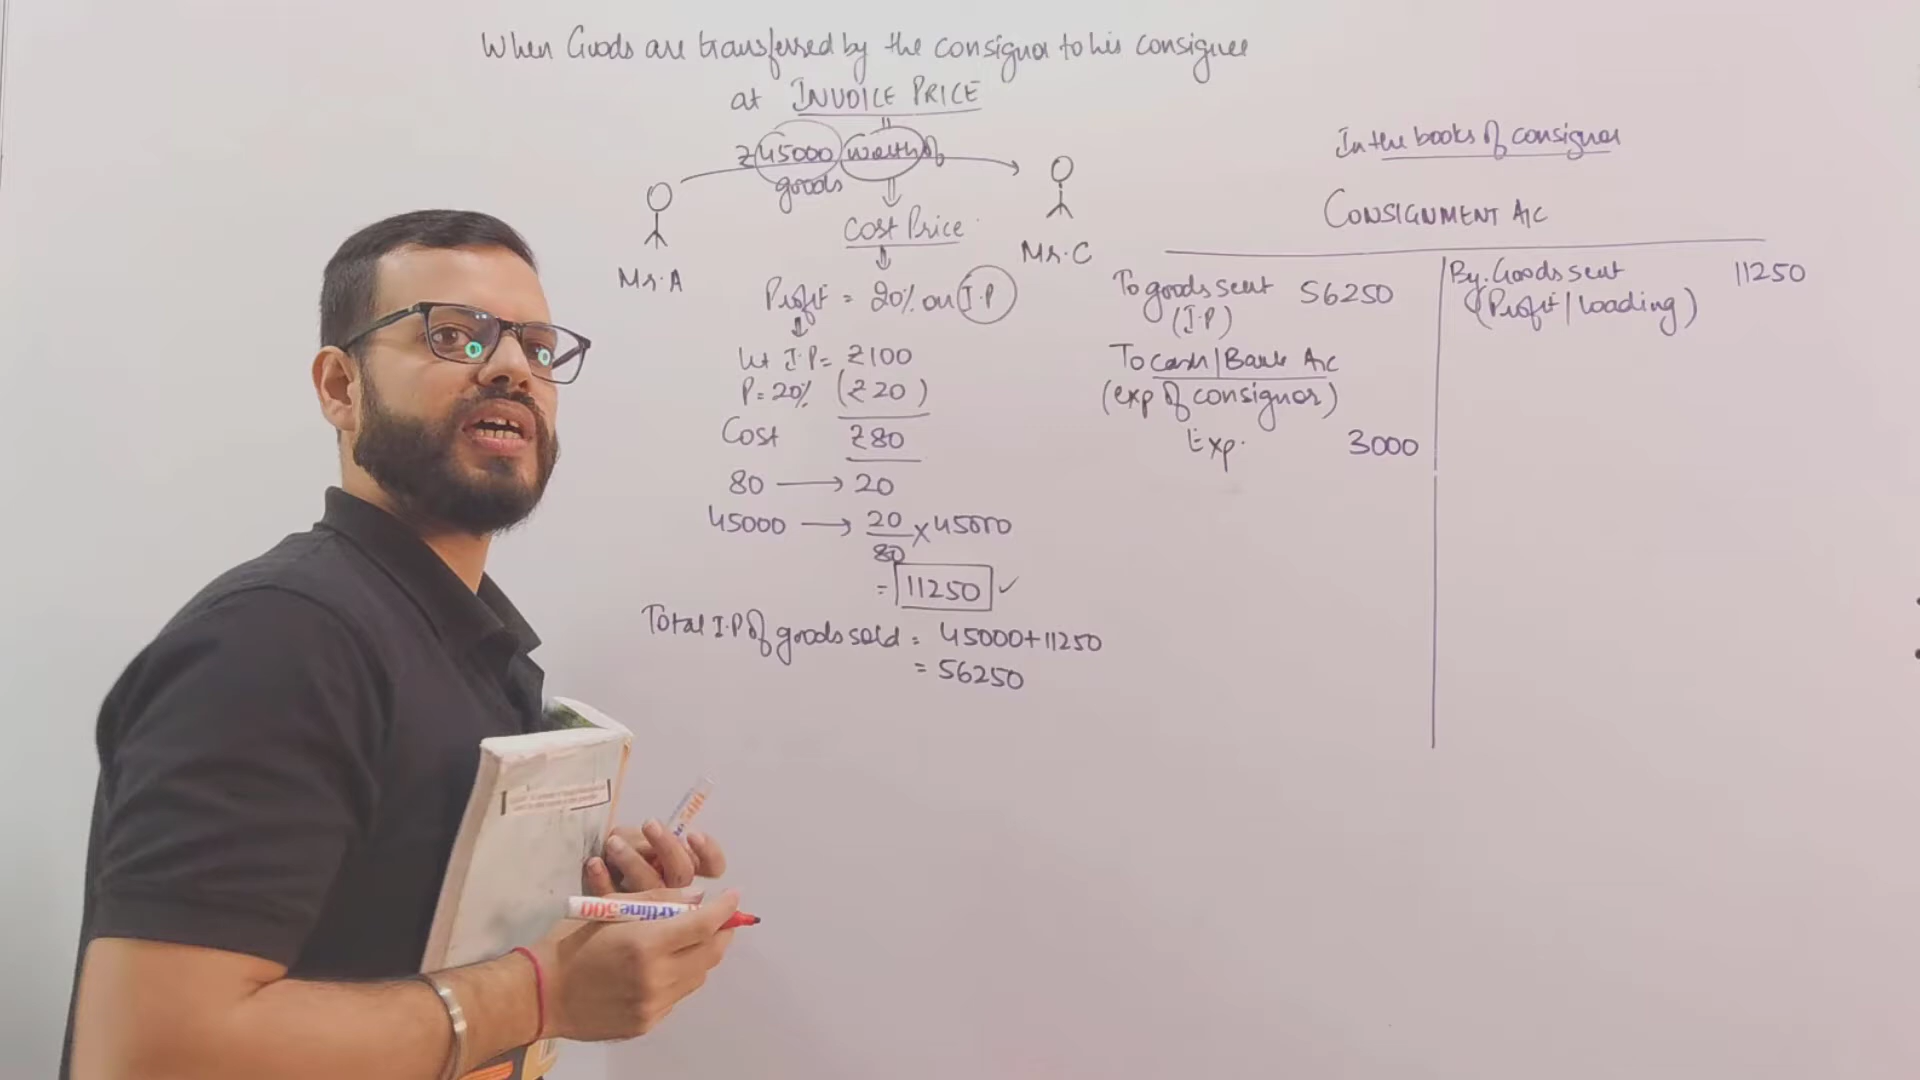 When Goods are transferred by the consignor to his consignee
at INVOICE PRICE
₹45000 worth of
goods
Cost Price
Mr. A
Mr. C
Profit = 20% on I.P
let I.P = ₹100
P = 20% (₹20)
Cost ₹80
80 → 20
45000 → 20/80 × 45000
= 11250 ✓
Total I.P of goods sold = 45000+11250
= 56250
In the books of consignor
CONSIGNMENT A/C
To goods sent 56250
(I.P)
To cash/Bank A/c
(exp of consignor)
Exp. 3000
By. Goods sent 11250
(Profit/loading)
Artline500